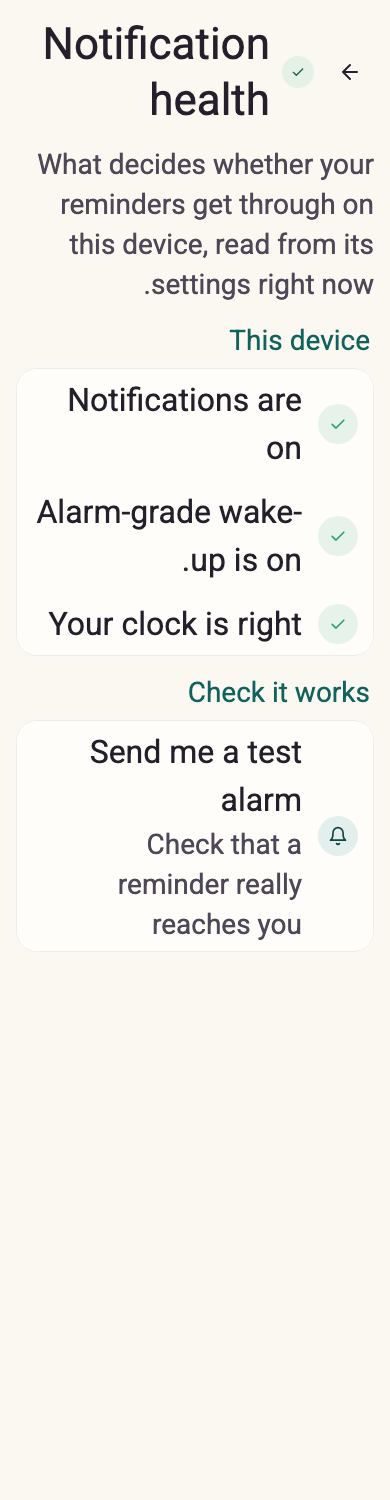 Notification
health
What decides whether your
reminders get through on
this device, read from its
.settings right now
This device
Notifications are
on
Alarm-grade wake-
.up is on
Your clock is right
Check it works
Send me a test
alarm
Check that a
reminder really
reaches you